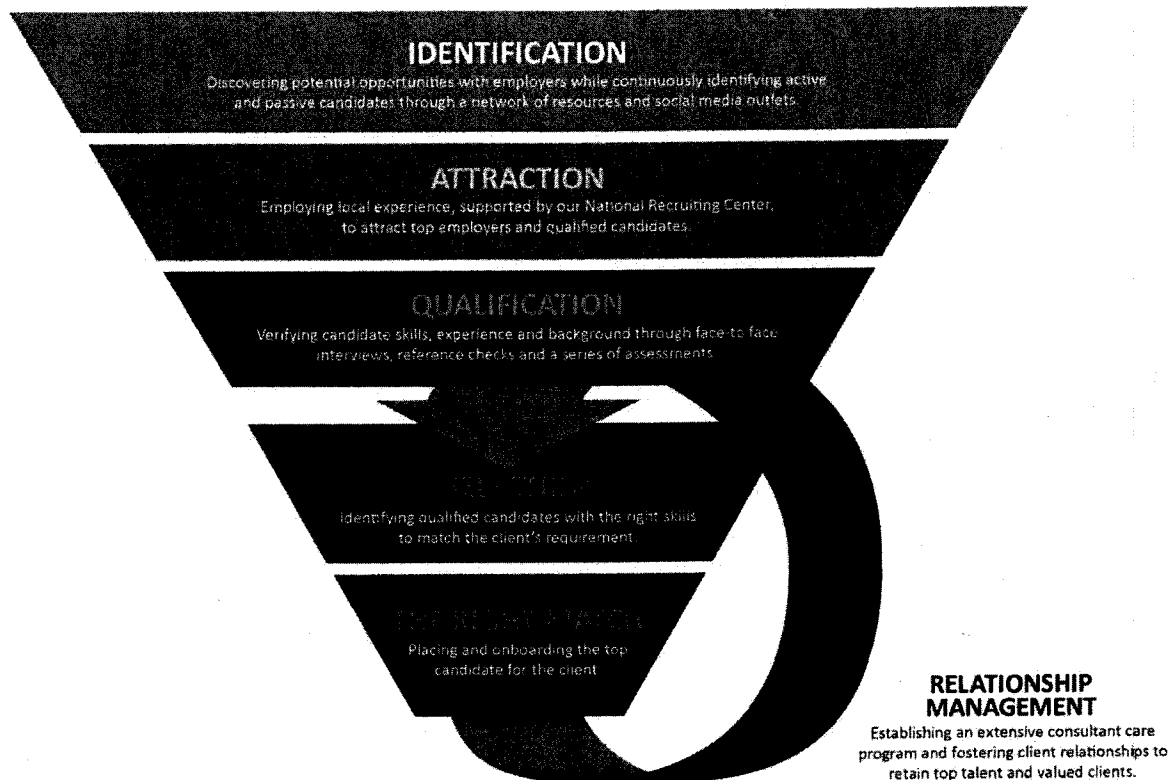 IDENTIFICATION
Discovering potential opportunities with employers while continuously identifying active
and passive candidates through a network of resources and social media outlets.
ATTRACTION
Employing local experience, supported by our National Recruiting Center,
to attract top employers and qualified candidates.
QUALIFICATION
Verifying candidate skills, experience and background through face-to face
interviews, reference checks and a series of assessments
Identifying qualified candidates with the right skills
to match the client's requirement.
THE RIGHT MATCH
Placing and onboarding the top
candidate for the client
RELATIONSHIP
MANAGEMENT
Establishing an extensive consultant care
program and fostering client relationships to
retain top talent and valued clients.